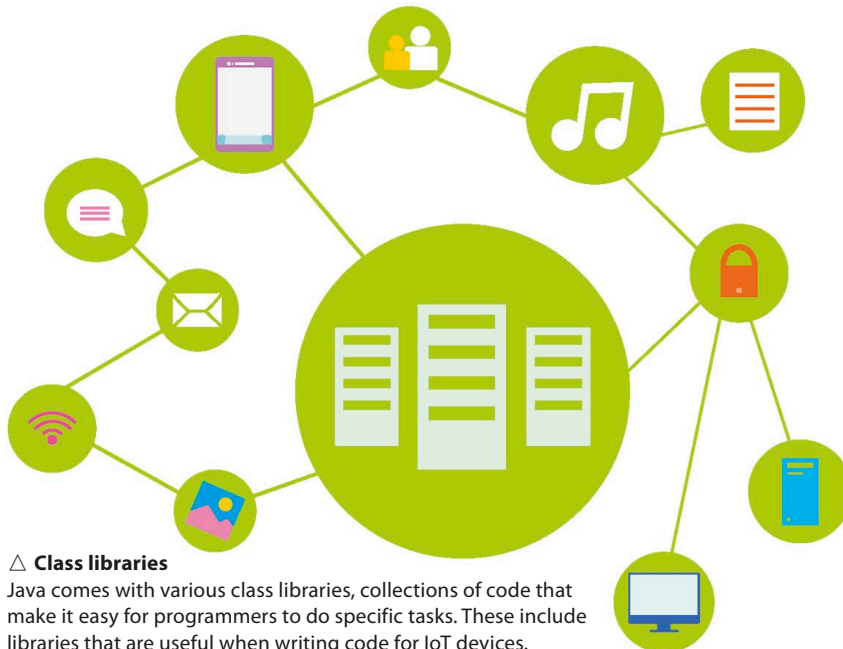 △ Class libraries
Java comes with various class libraries, collections of code that
make it easy for programmers to do specific tasks. These include
libraries that are useful when writing code for IoT devices.